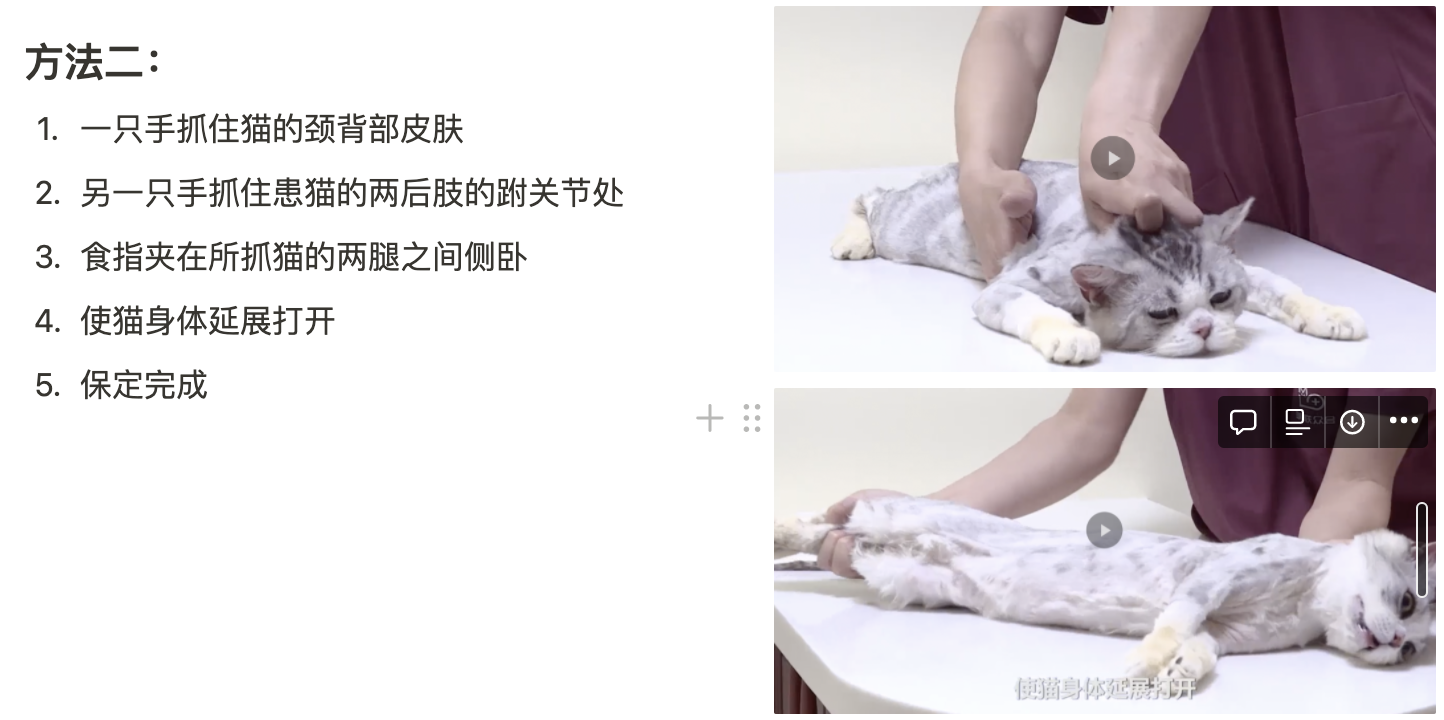 方法二：
1. 一只手抓住猫的颈背部皮肤
2. 另一只手抓住患猫的两后肢的跗关节处
3. 食指夹在所抓猫的两腿之间侧卧
4. 使猫身体延展打开
5. 保定完成
使猫身体延展打开